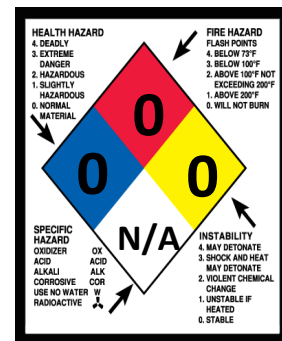 HEALTH HAZARD
4. DEADLY
3. EXTREME
DANGER
2. HAZARDOUS
1. SLIGHTLY
HAZARDOUS
0. NORMAL
MATERIAL
FIRE HAZARD
FLASH POINTS
4. BELOW 73°F
3. BELOW 100°F
2. ABOVE 100°F NOT
EXCEEDING 200°F
1. ABOVE 200°F
0. WILL NOT BURN
0
0
0
N/A
SPECIFIC
HAZARD
OXIDIZER OX
ACID ACID
ALKALI ALK
CORROSIVE COR
USE NO WATER W
RADIOACTIVE
INSTABILITY
4. MAY DETONATE
3. SHOCK AND HEAT
MAY DETONATE
2. VIOLENT CHEMICAL
CHANGE
1. UNSTABLE IF
HEATED
0. STABLE